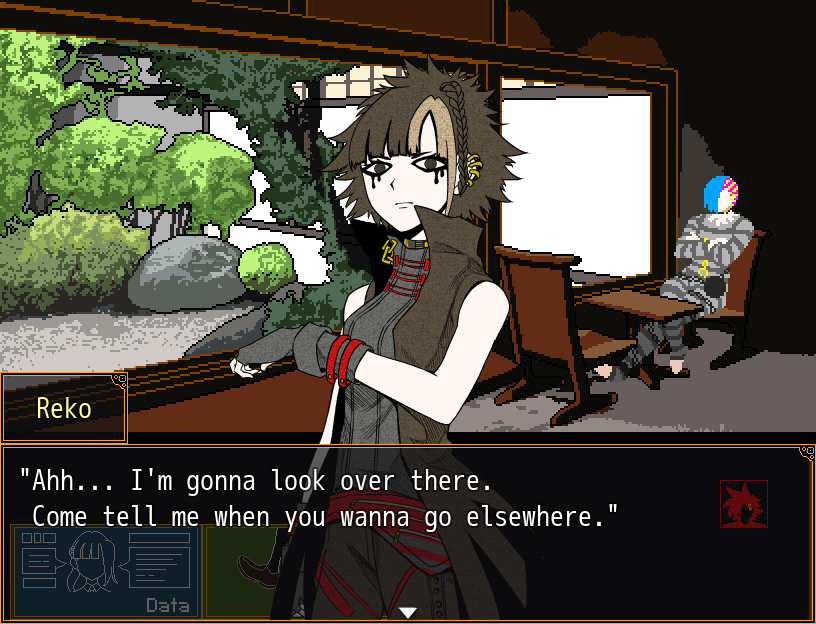 Reko
"Ahh... I'm gonna look over there.
Come tell me when you wanna go elsewhere."
Data